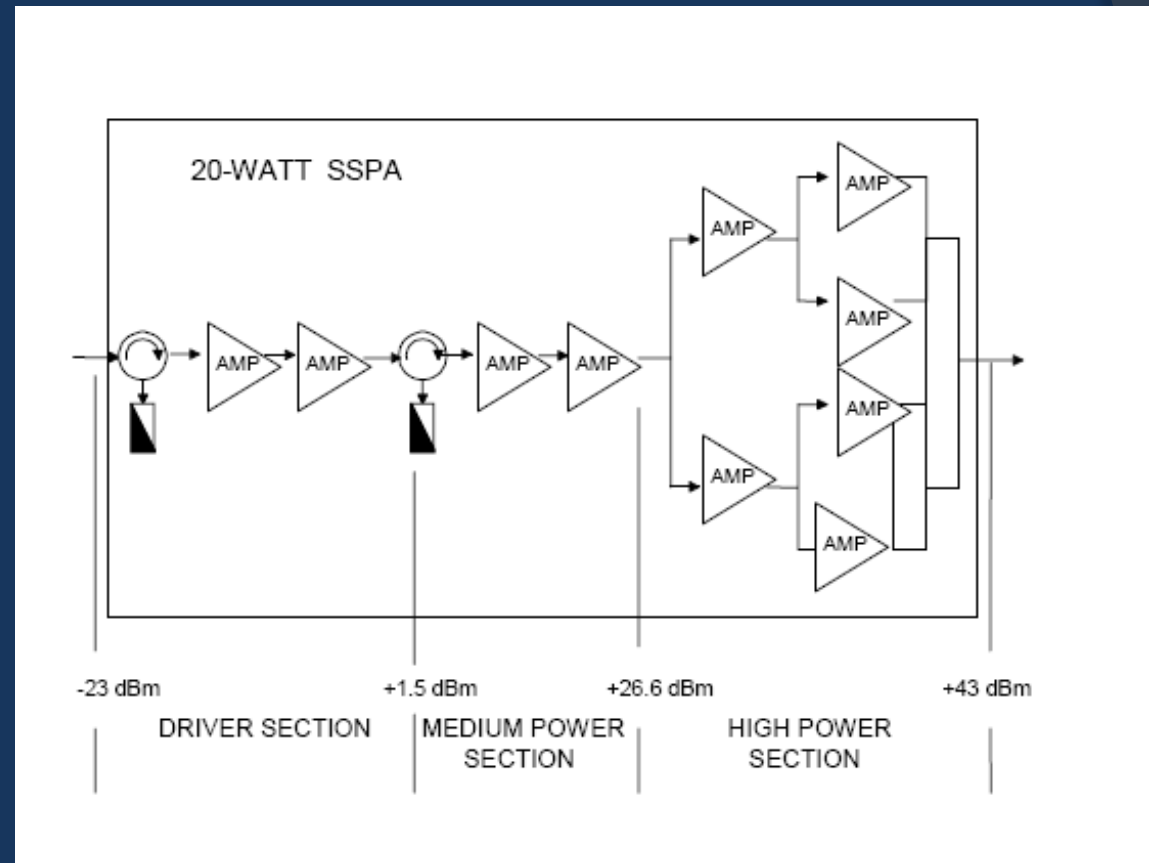 20-WATT SSPA
AMP
AMP
AMP
AMP
AMP
AMP
AMP
AMP
AMP
AMP
-23 dBm
+1.5 dBm
+26.6 dBm
+43 dBm
DRIVER SECTION
MEDIUM POWER
SECTION
HIGH POWER
SECTION